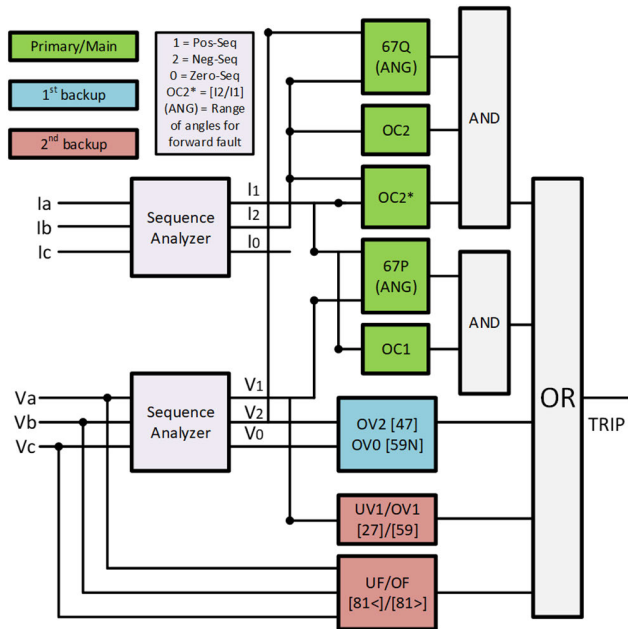 Primary/Main
1st backup
2nd backup
1 = Pos-Seq
2 = Neg-Seq
0 = Zero-Seq
OC2* = [I2/I1]
(ANG) = Range
of angles for
forward fault
67Q
(ANG)
OC2
OC2*
AND
Ia
Ib
Ic
Sequence
Analyzer
I1
I2
I0
67P
(ANG)
OC1
AND
Va
Vb
Vc
Sequence
Analyzer
V1
V2
V0
OV2 [47]
OV0 [59N]
UV1/OV1
[27]/[59]
UF/OF
[81<]/[81>]
OR
TRIP